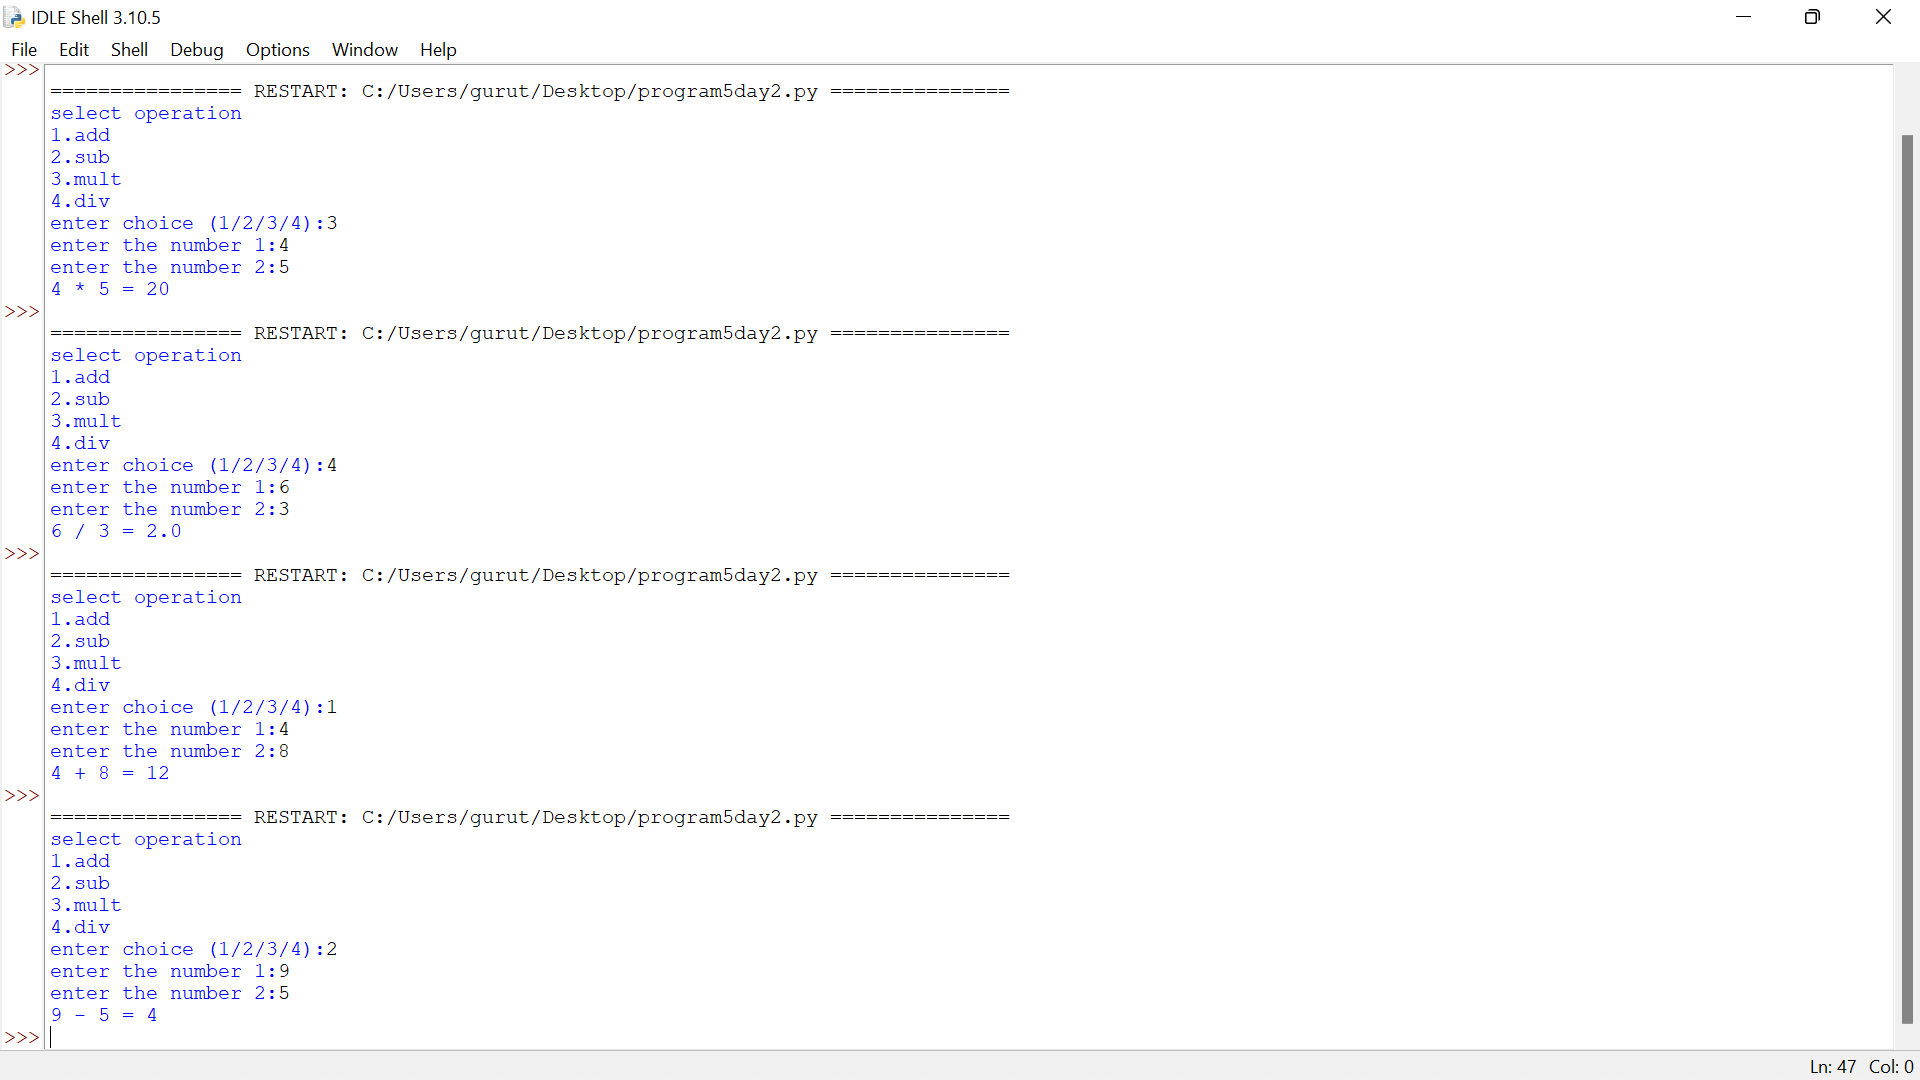 IDLE Shell 3.10.5
File Edit Shell Debug Options Window Help
>>>
================ RESTART: C:/Users/gurut/Desktop/program5day2.py ===============
select operation
1.add
2.sub
3.mult
4.div
enter choice (1/2/3/4):3
enter the number 1:4
enter the number 2:5
4 * 5 = 20
>>>
================ RESTART: C:/Users/gurut/Desktop/program5day2.py ===============
select operation
1.add
2.sub
3.mult
4.div
enter choice (1/2/3/4):4
enter the number 1:6
enter the number 2:3
6 / 3 = 2.0
>>>
================ RESTART: C:/Users/gurut/Desktop/program5day2.py ===============
select operation
1.add
2.sub
3.mult
4.div
enter choice (1/2/3/4):1
enter the number 1:4
enter the number 2:8
4 + 8 = 12
>>>
================ RESTART: C:/Users/gurut/Desktop/program5day2.py ===============
select operation
1.add
2.sub
3.mult
4.div
enter choice (1/2/3/4):2
enter the number 1:9
enter the number 2:5
9 - 5 = 4
>>>
Ln: 47 Col: 0